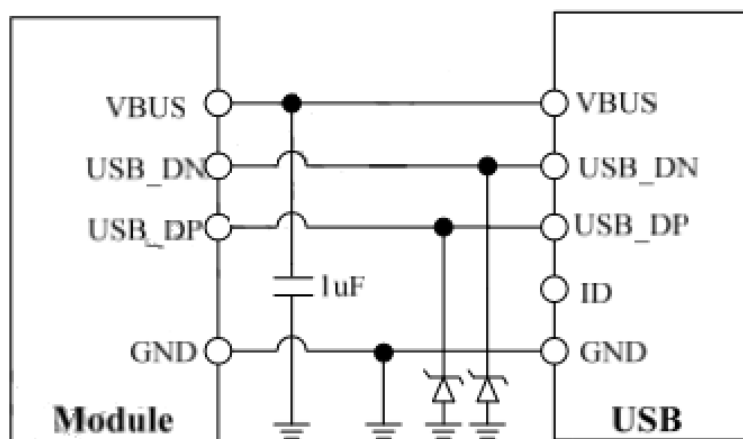 VBUS
VBUS
USB_DN
USB_DN
USB_DP
USB_DP
1uF
ID
GND
GND
Module
USB